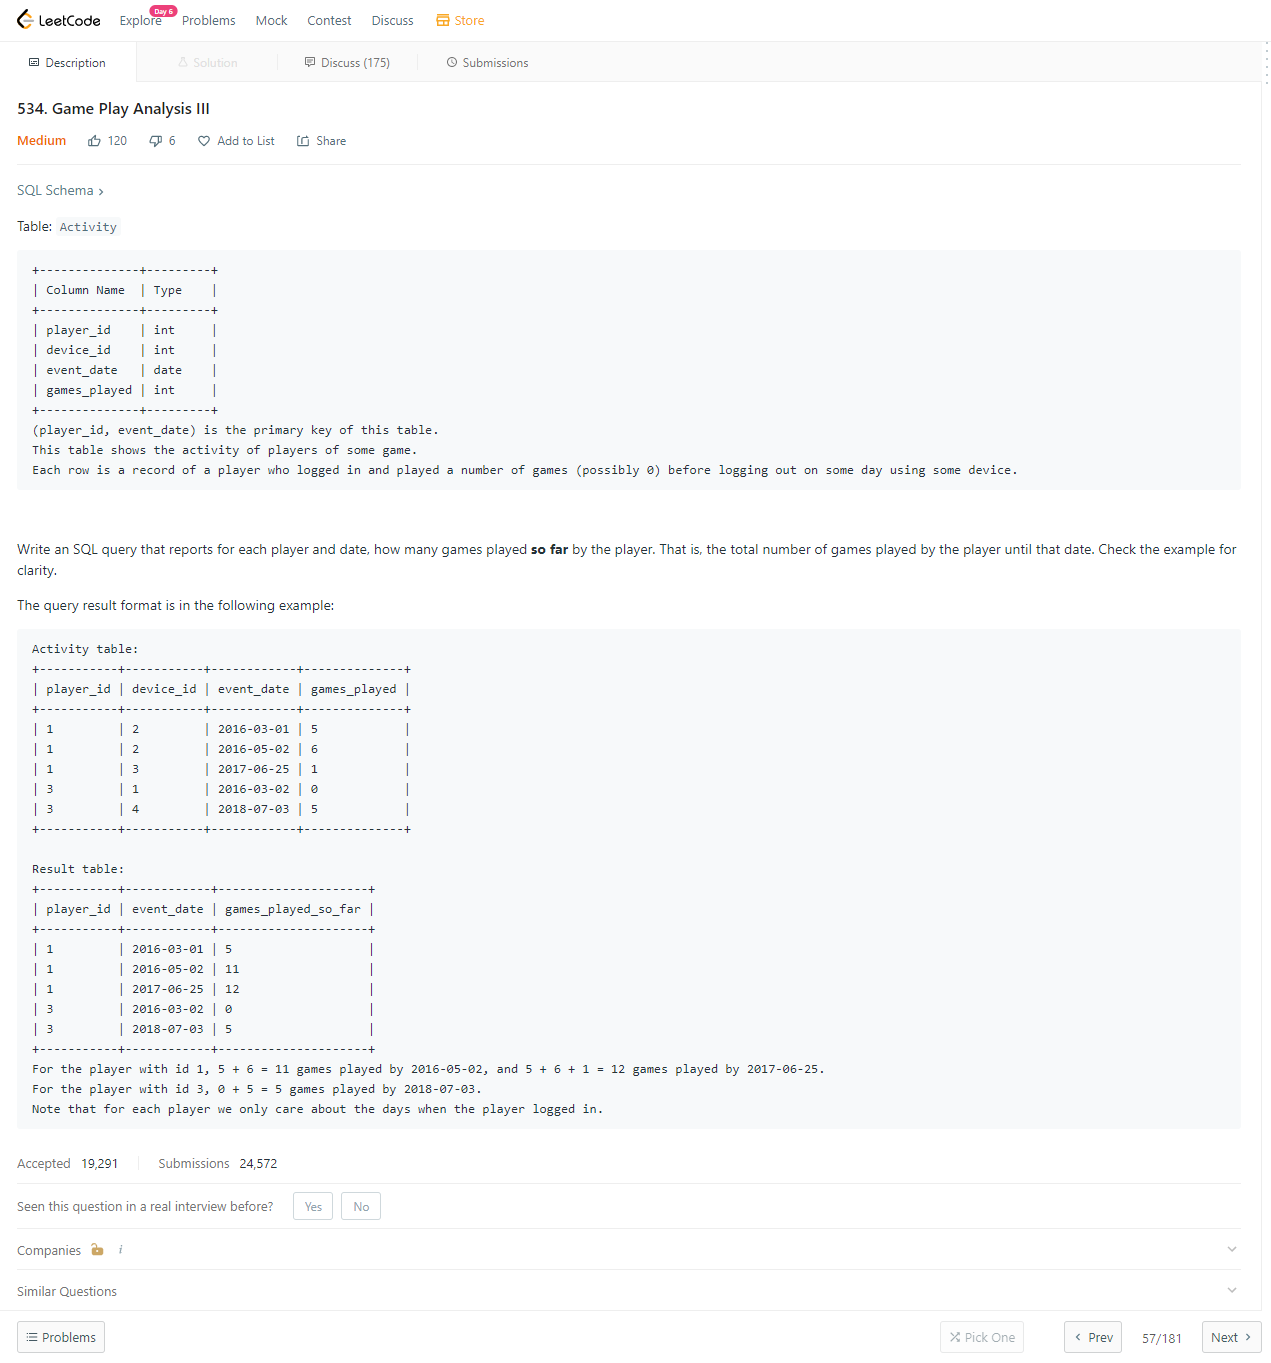 LeetCode Explore Day 6 Problems Mock Contest Discuss Store
Description Solution Discuss (175) Submissions
534. Game Play Analysis III
Medium 120 6 Add to List Share
SQL Schema >
Table: Activity
+--------------+---------+
| Column Name  | Type    |
+--------------+---------+
| player_id    | int     |
| device_id    | int     |
| event_date   | date    |
| games_played | int     |
+--------------+---------+
(player_id, event_date) is the primary key of this table.
This table shows the activity of players of some game.
Each row is a record of a player who logged in and played a number of games (possibly 0) before logging out on some day using some device.
Write an SQL query that reports for each player and date, how many games played so far by the player. That is, the total number of games played by the player until that date. Check the example for
clarity.
The query result format is in the following example:
Activity table:
+-----------+-----------+------------+--------------+
| player_id | device_id | event_date | games_played |
+-----------+-----------+------------+--------------+
| 1         | 2         | 2016-03-01 | 5            |
| 1         | 2         | 2016-05-02 | 6            |
| 1         | 3         | 2017-06-25 | 1            |
| 3         | 1         | 2016-03-02 | 0            |
| 3         | 4         | 2018-07-03 | 5            |
+-----------+-----------+------------+--------------+
Result table:
+-----------+------------+---------------------+
| player_id | event_date | games_played_so_far |
+-----------+------------+---------------------+
| 1         | 2016-03-01 | 5                   |
| 1         | 2016-05-02 | 11                  |
| 1         | 2017-06-25 | 12                  |
| 3         | 2016-03-02 | 0                   |
| 3         | 2018-07-03 | 5                   |
+-----------+------------+---------------------+
For the player with id 1, 5 + 6 = 11 games played by 2016-05-02, and 5 + 6 + 1 = 12 games played by 2017-06-25.
For the player with id 3, 0 + 5 = 5 games played by 2018-07-03.
Note that for each player we only care about the days when the player logged in.
Accepted 19,291 Submissions 24,572
Seen this question in a real interview before? Yes No
Companies i
Similar Questions
Problems Pick One < Prev 57/181 Next >